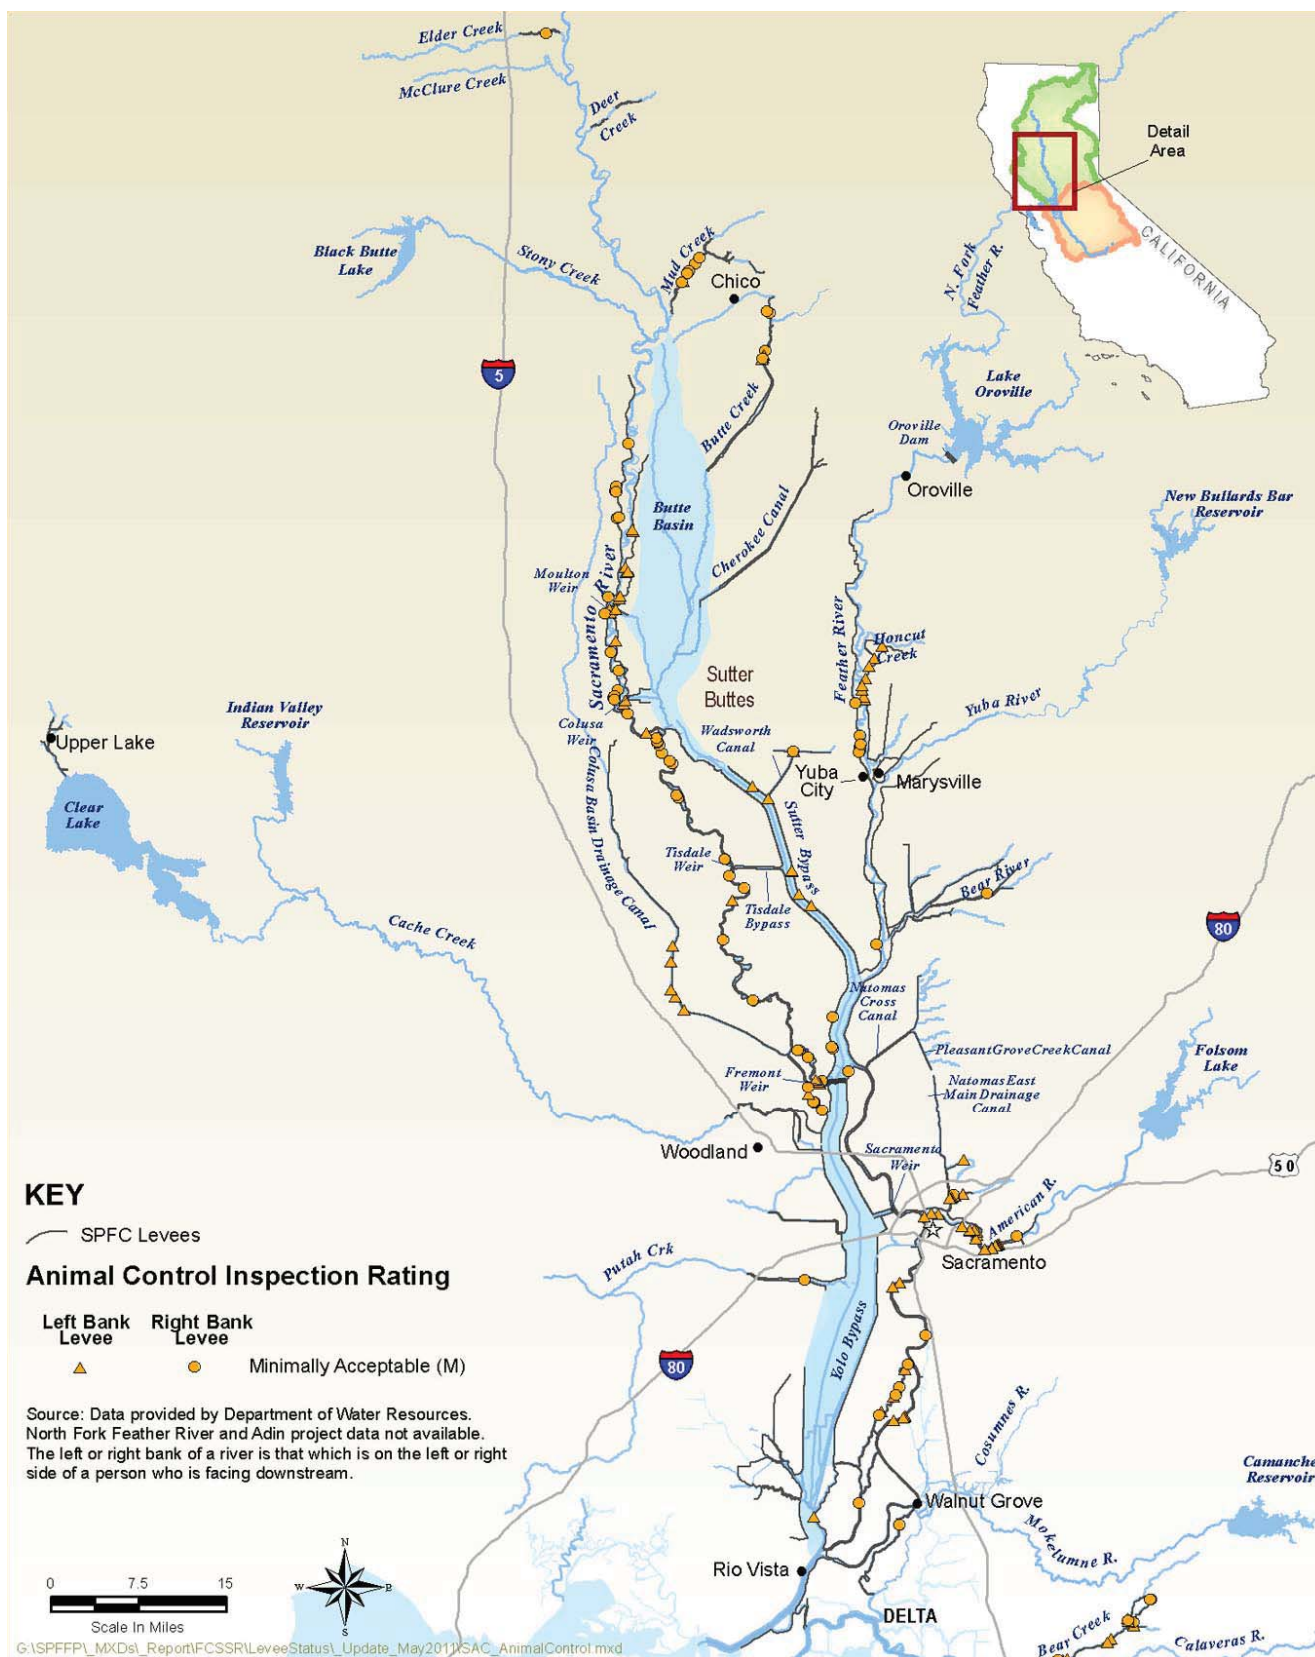 Elder Creek
McClure Creek
Deer
Creek
Detail
Area
CALIFORNIA
Black Butte
Lake
Stony Creek
Mud Creek
Chico
N. Fork
Feather R.
5
Lake
Oroville
Oroville
Dam
Butte Creek
Oroville
New Bullards Bar
Reservoir
Butte
Basin
Cherokee Canal
Moulton
Weir
Sacramento River
Feather River
Honcut
Creek
Sutter
Buttes
Indian Valley
Reservoir
Yuba River
Colusa
Weir
Wadsworth
Canal
Upper Lake
Yuba
City
Marysville
Clear
Lake
Colusa Basin Drainage Canal
Sutter Bypass
Tisdale
Weir
Bear River
Tisdale
Bypass
Cache Creek
80
Natomas
Cross
Canal
PleasantGroveCreekCanal
Folsom
Lake
Fremont
Weir
Natomas East
Main Drainage
Canal
Woodland
Sacramento
Weir
50
KEY
SPFC Levees
American R.
Sacramento
Putah Crk
Animal Control Inspection Rating
Left Bank
Levee
Right Bank
Levee
Minimally Acceptable (M)
Yolo Bypass
80
Source: Data provided by Department of Water Resources.
North Fork Feather River and Adin project data not available.
The left or right bank of a river is that which is on the left or right
side of a person who is facing downstream.
Cosumnes R.
Camanche
Reservoir
Walnut Grove
Mokelumne R.
N
W
E
S
Rio Vista
0 7.5 15
Scale In Miles
DELTA
Bear Creek
Calaveras R.
G:\SPFFP\_MXDs\_Report\FCSSR\LeveeStatus\_Update_May2011\SAC_AnimalControl.mxd